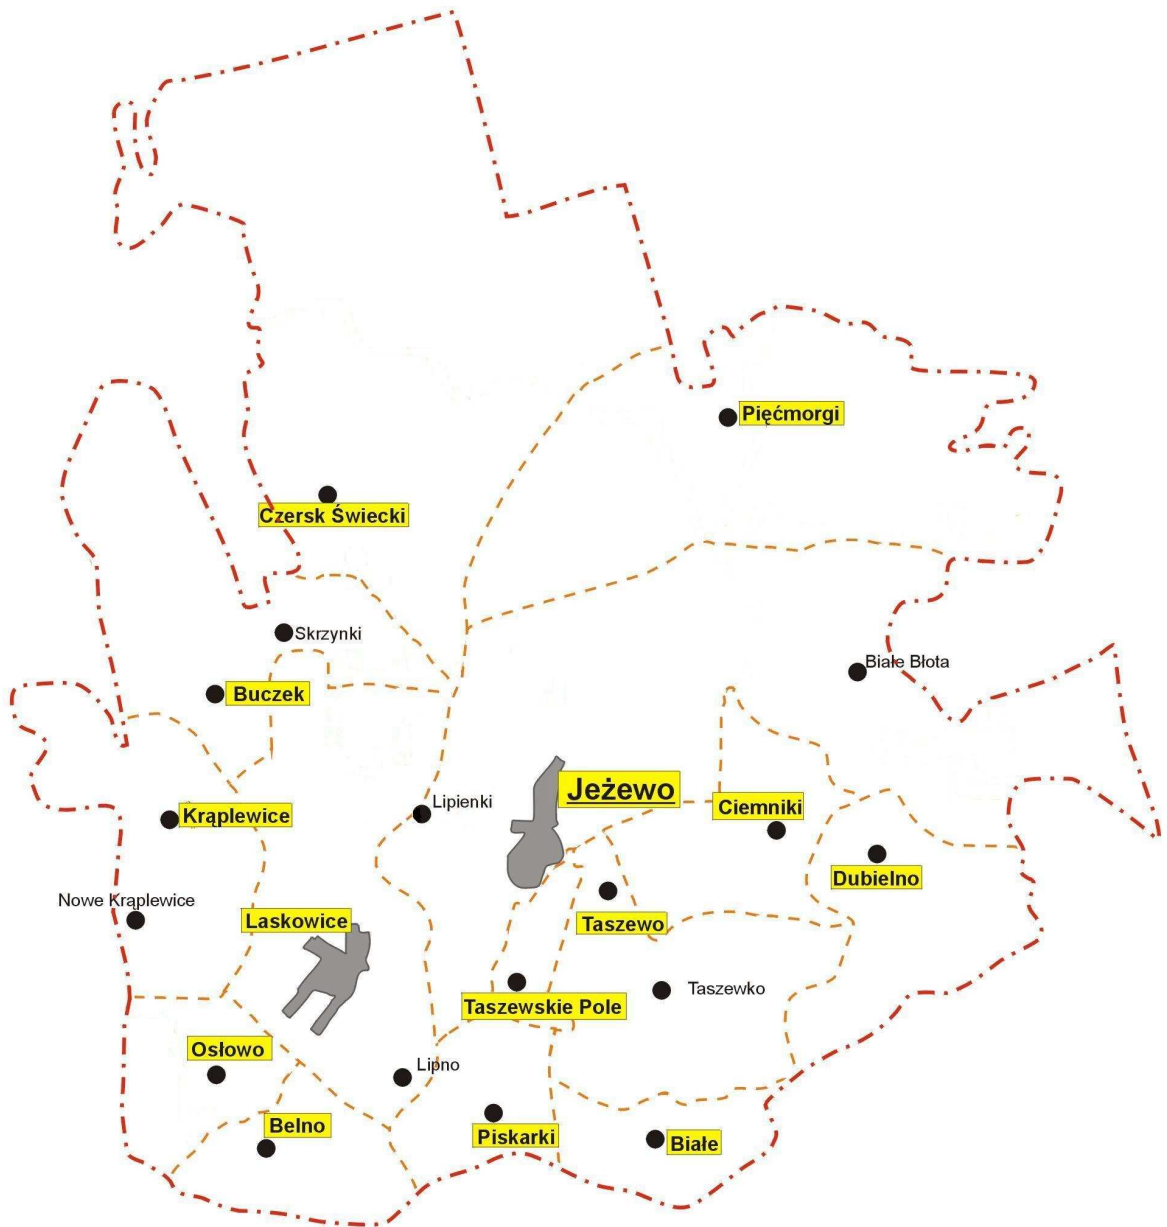 Pięćmorgi
Czersk Świecki
Skrzynki
Białe Błota
Buczek
Jeżewo
Lipienki
Ciemniki
Krąplewice
Dubielno
Nowe Krąplewice
Laskowice
Taszewo
Taszewko
Taszewskie Pole
Osłowo
Lipno
Belno
Piskarki
Białe